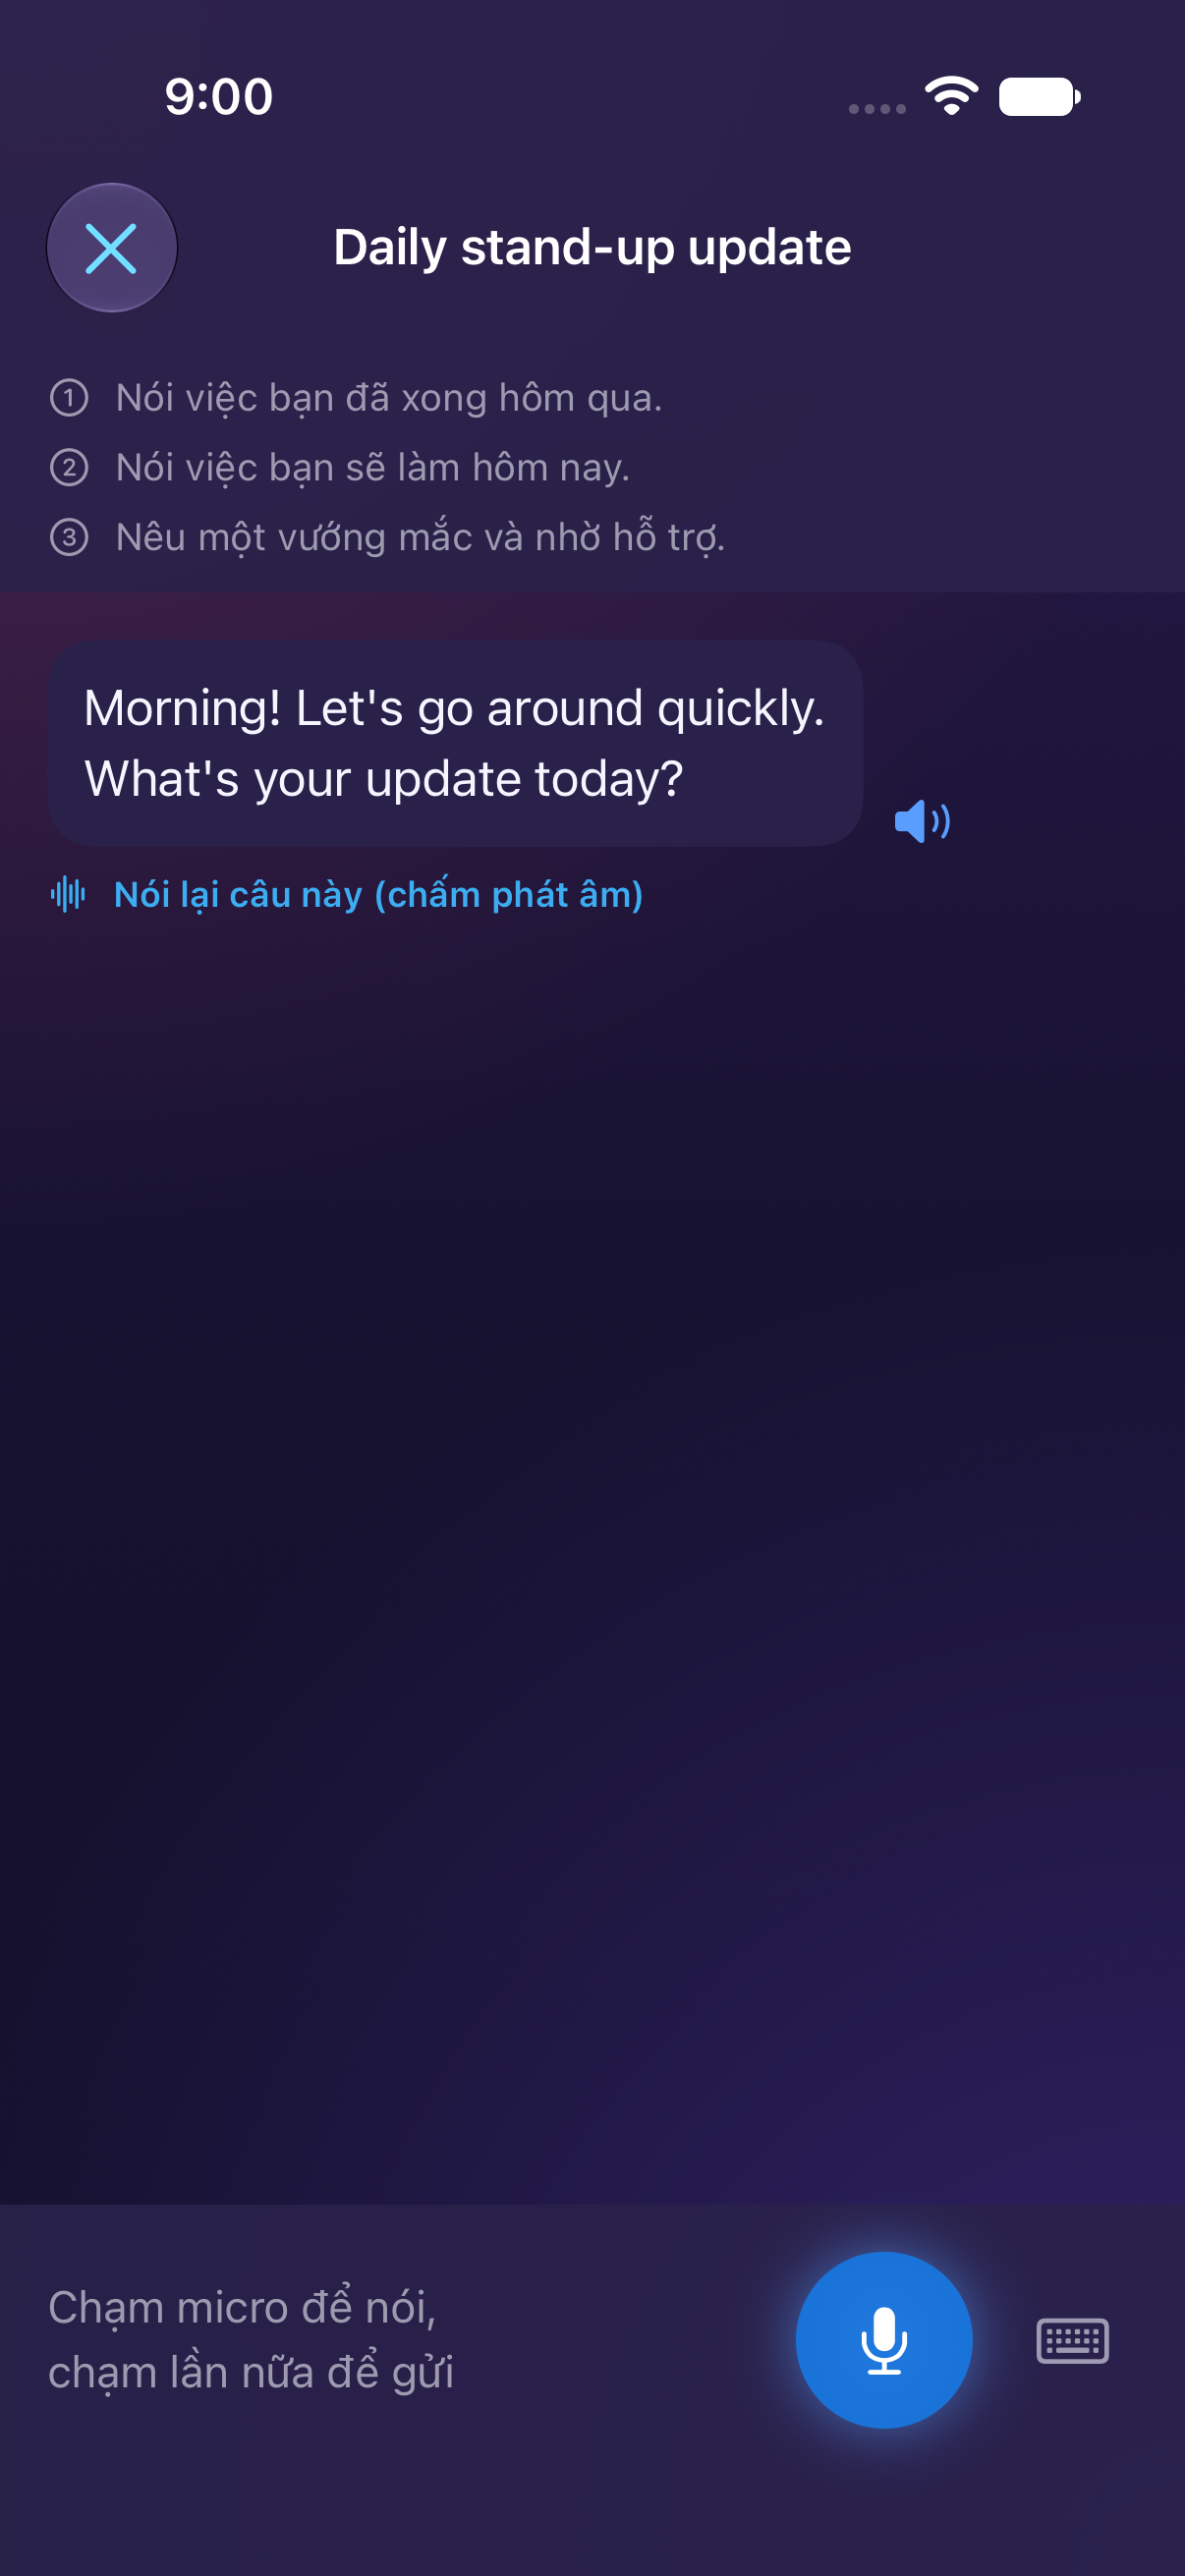 9:00
Daily stand-up update
1 Nói việc bạn đã xong hôm qua.
2 Nói việc bạn sẽ làm hôm nay.
3 Nêu một vướng mắc và nhờ hỗ trợ.
Morning! Let's go around quickly.
What's your update today?
Nói lại câu này (chấm phát âm)
Chạm micro để nói,
chạm lần nữa để gửi